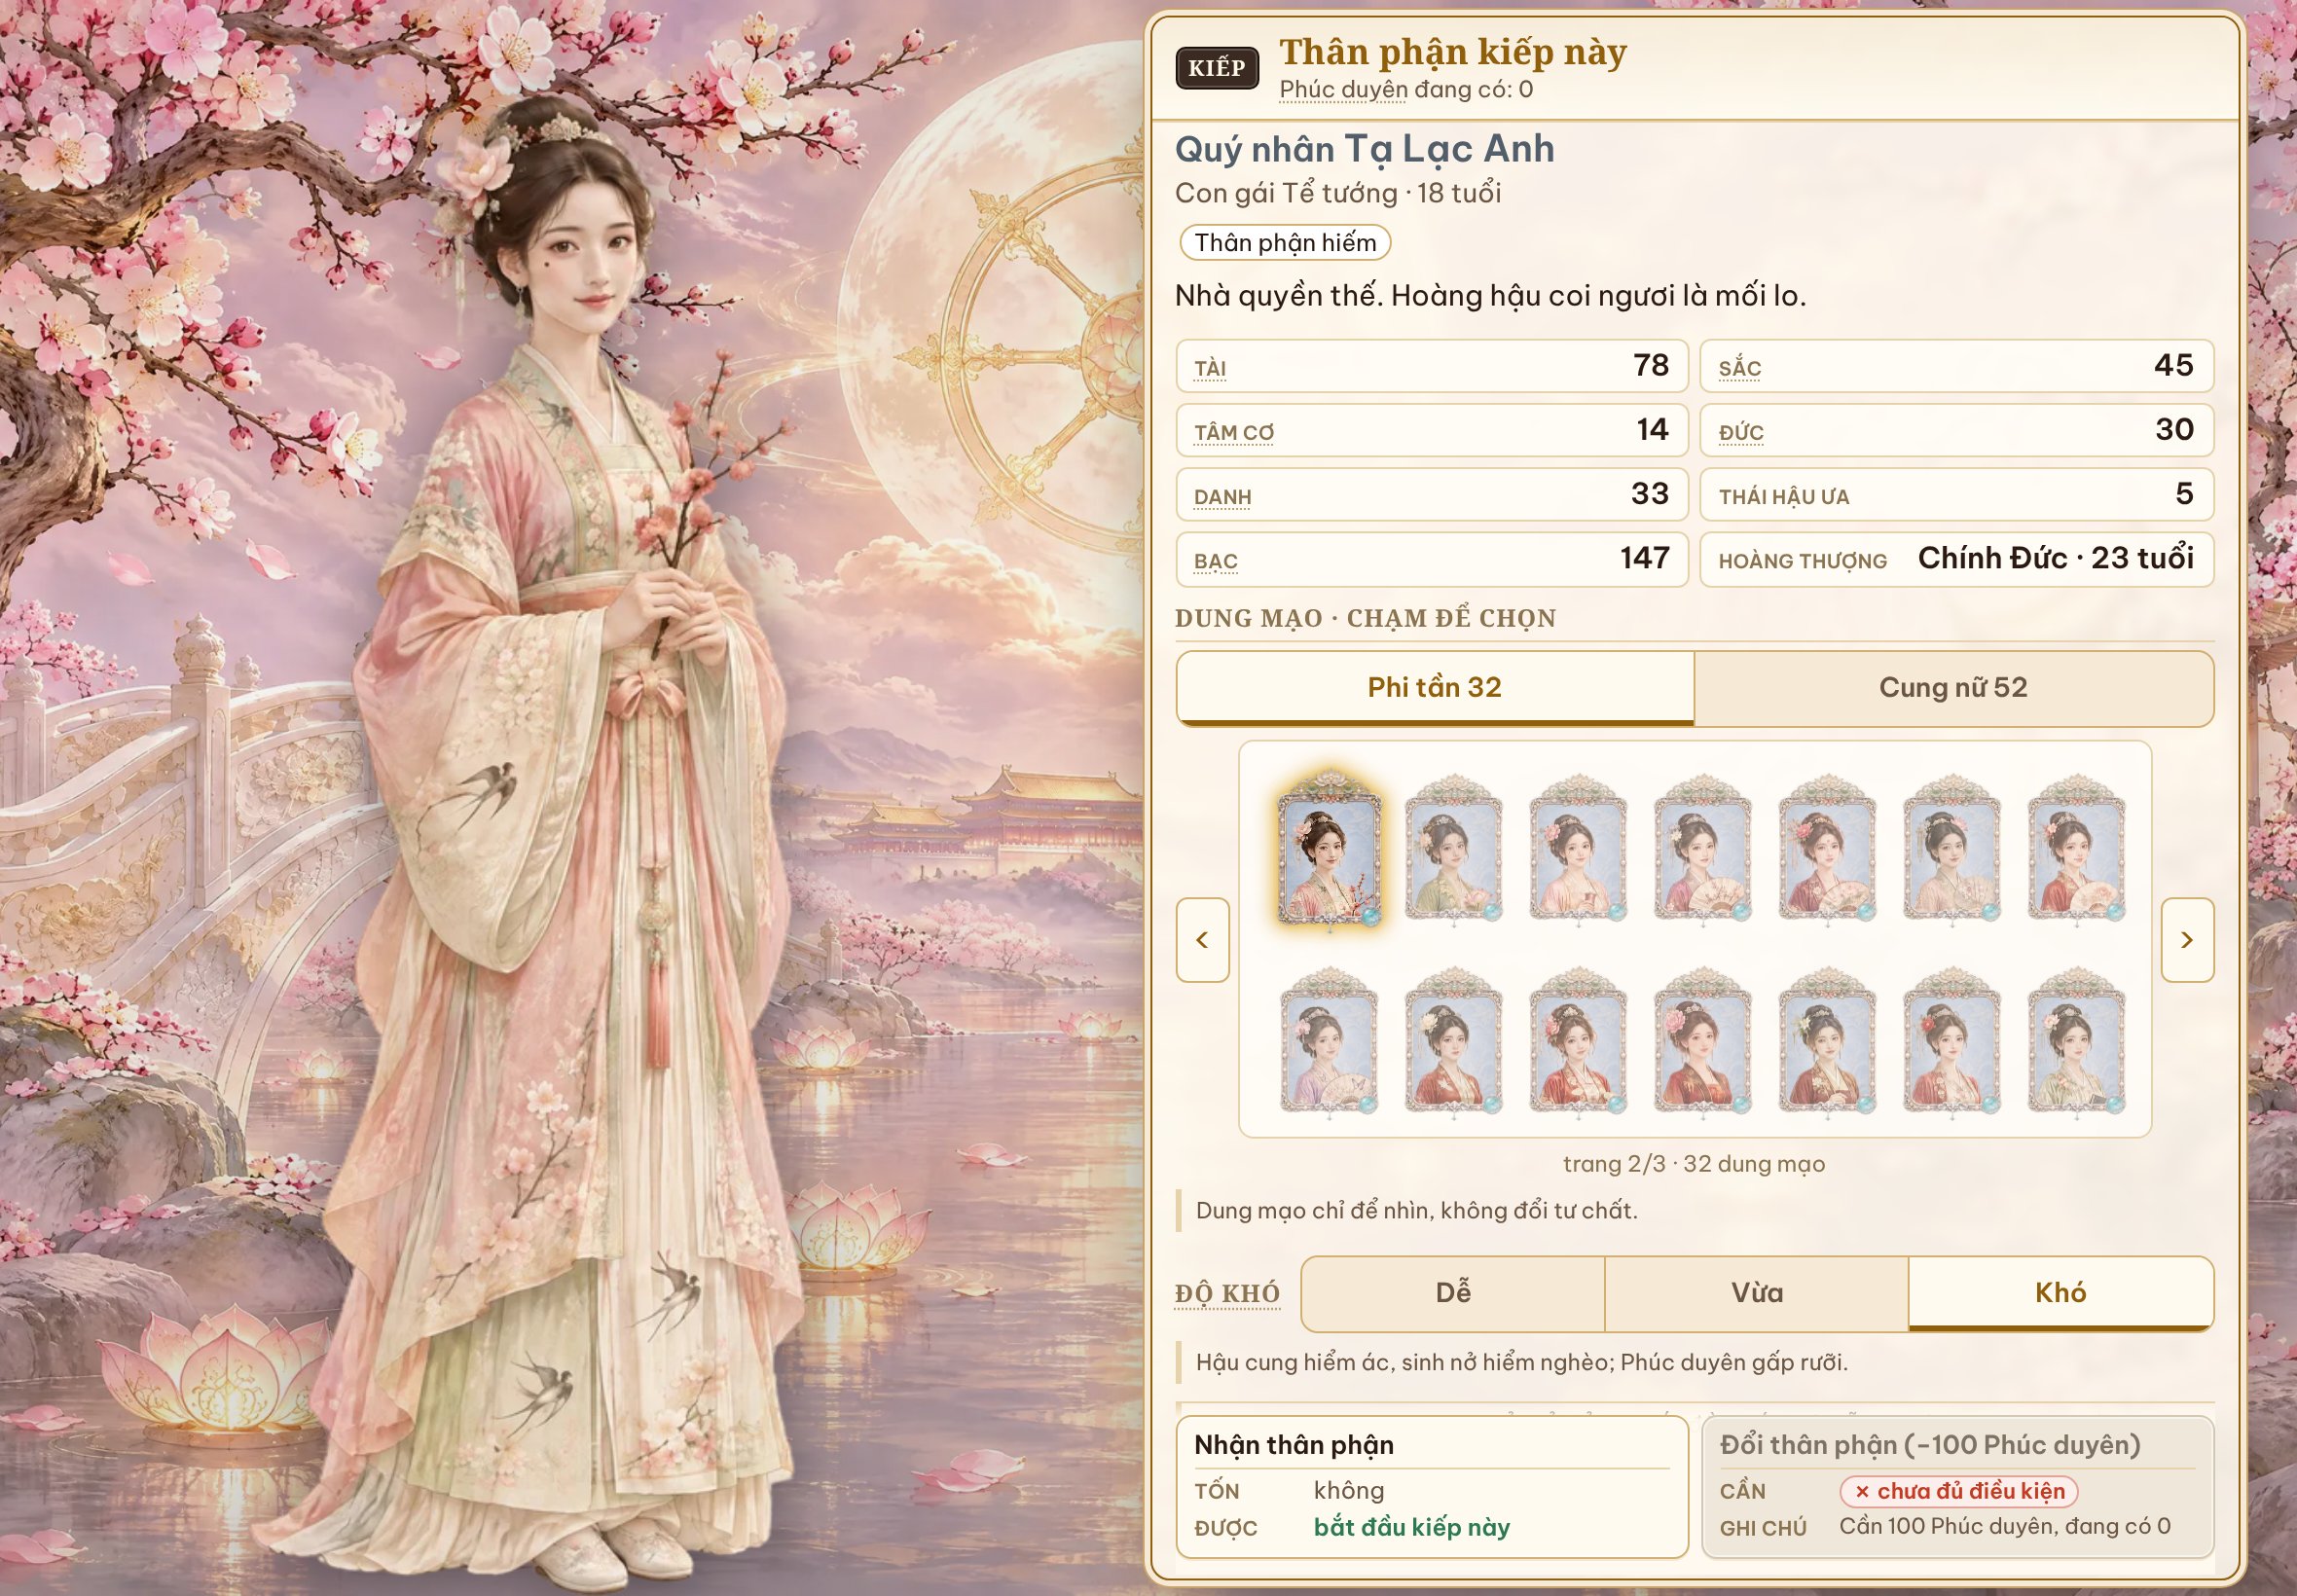 KIẾP
Thân phận kiếp này
Phúc duyên đang có: 0
Quý nhân Tạ Lạc Anh
Con gái Tể tướng · 18 tuổi
Thân phận hiếm
Nhà quyền thế. Hoàng hậu coi ngươi là mối lo.
TÀI 78
SẮC 45
TÂM CƠ 14
ĐỨC 30
DANH 33
THÁI HẬU ƯA 5
BẠC 147
HOÀNG THƯỢNG Chính Đức · 23 tuổi
DUNG MẠO · CHẠM ĐỂ CHỌN
Phi tần 32
Cung nữ 52
trang 2/3 · 32 dung mạo
Dung mạo chỉ để nhìn, không đổi tư chất.
ĐỘ KHÓ
Dễ
Vừa
Khó
Hậu cung hiểm ác, sinh nở hiểm nghèo; Phúc duyên gấp rưỡi.
Nhận thân phận
TỐN không
ĐƯỢC bắt đầu kiếp này
Đổi thân phận (-100 Phúc duyên)
CẦN × chưa đủ điều kiện
GHI CHÚ Cần 100 Phúc duyên, đang có 0